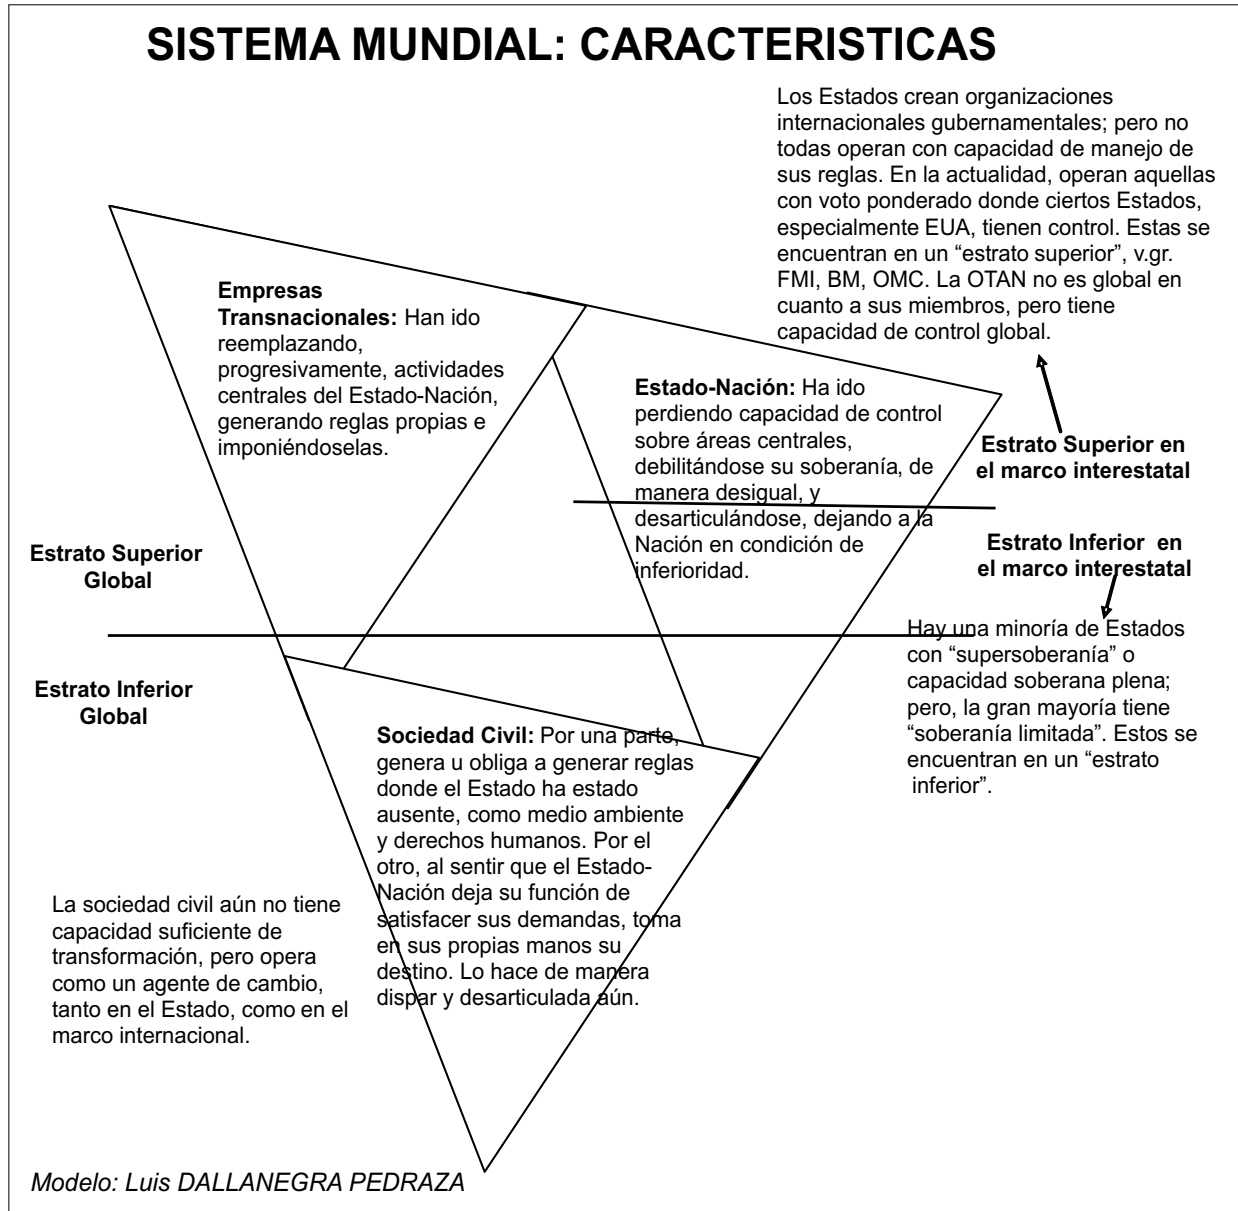 SISTEMA MUNDIAL: CARACTERISTICAS
Los Estados crean organizaciones
internacionales gubernamentales; pero no
todas operan con capacidad de manejo de
sus reglas. En la actualidad, operan aquellas
con voto ponderado donde ciertos Estados,
especialmente EUA, tienen control. Estas se
encuentran en un “estrato superior”, v.gr.
FMI, BM, OMC. La OTAN no es global en
cuanto a sus miembros, pero tiene
capacidad de control global.
Empresas
Transnacionales: Han ido
reemplazando,
progresivamente, actividades
centrales del Estado-Nación,
generando reglas propias e
imponiéndoselas.
Estado-Nación: Ha ido
perdiendo capacidad de control
sobre áreas centrales,
debilitándose su soberanía, de
manera desigual, y
desarticulándose, dejando a la
Nación en condición de
inferioridad.
Estrato Superior en
el marco interestatal
Estrato Inferior en
el marco interestatal
Estrato Superior
Global
Estrato Inferior
Global
Hay una minoría de Estados
con “supersoberanía” o
capacidad soberana plena;
pero, la gran mayoría tiene
“soberanía limitada”. Estos se
encuentran en un “estrato
inferior”.
Sociedad Civil: Por una parte,
genera u obliga a generar reglas
donde el Estado ha estado
ausente, como medio ambiente
y derechos humanos. Por el
otro, al sentir que el Estado-
Nación deja su función de
satisfacer sus demandas, toma
en sus propias manos su
destino. Lo hace de manera
dispar y desarticulada aún.
La sociedad civil aún no tiene
capacidad suficiente de
transformación, pero opera
como un agente de cambio,
tanto en el Estado, como en el
marco internacional.
Modelo: Luis DALLANEGRA PEDRAZA